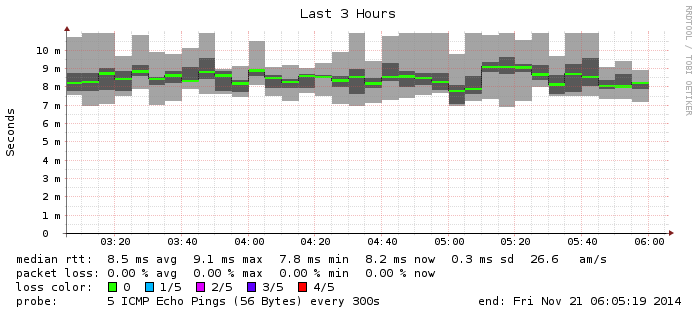 Last 3 Hours
RRDTOOL / TOBI OETIKER
Seconds
10 m
9 m
8 m
7 m
6 m
5 m
4 m
3 m
2 m
1 m
0
03:20 03:40 04:00 04:20 04:40 05:00 05:20 05:40 06:00
median rtt: 8.5 ms avg 9.1 ms max 7.8 ms min 8.2 ms now 0.3 ms sd 26.6 am/s
packet loss: 0.00 % avg 0.00 % max 0.00 % min 0.00 % now
loss color: 0 1/5 2/5 3/5 4/5
probe: 5 ICMP Echo Pings (56 Bytes) every 300s end: Fri Nov 21 06:05:19 2014